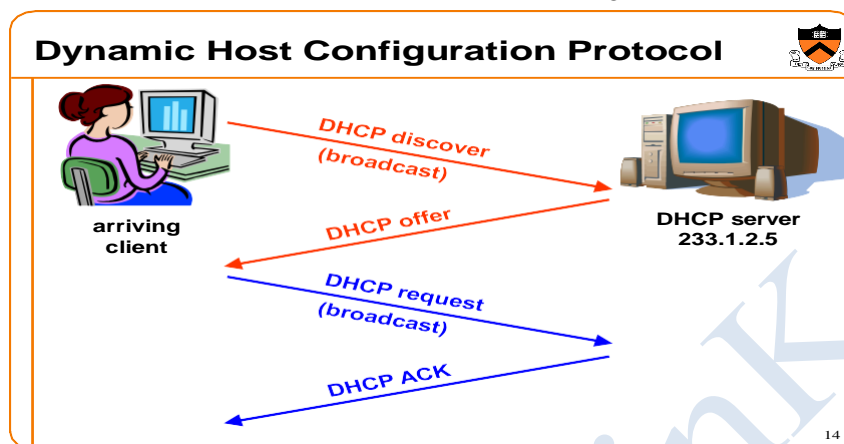 Dynamic Host Configuration Protocol
DHCP discover
(broadcast)
DHCP offer
arriving
client
DHCP server
233.1.2.5
DHCP request
(broadcast)
DHCP ACK
14